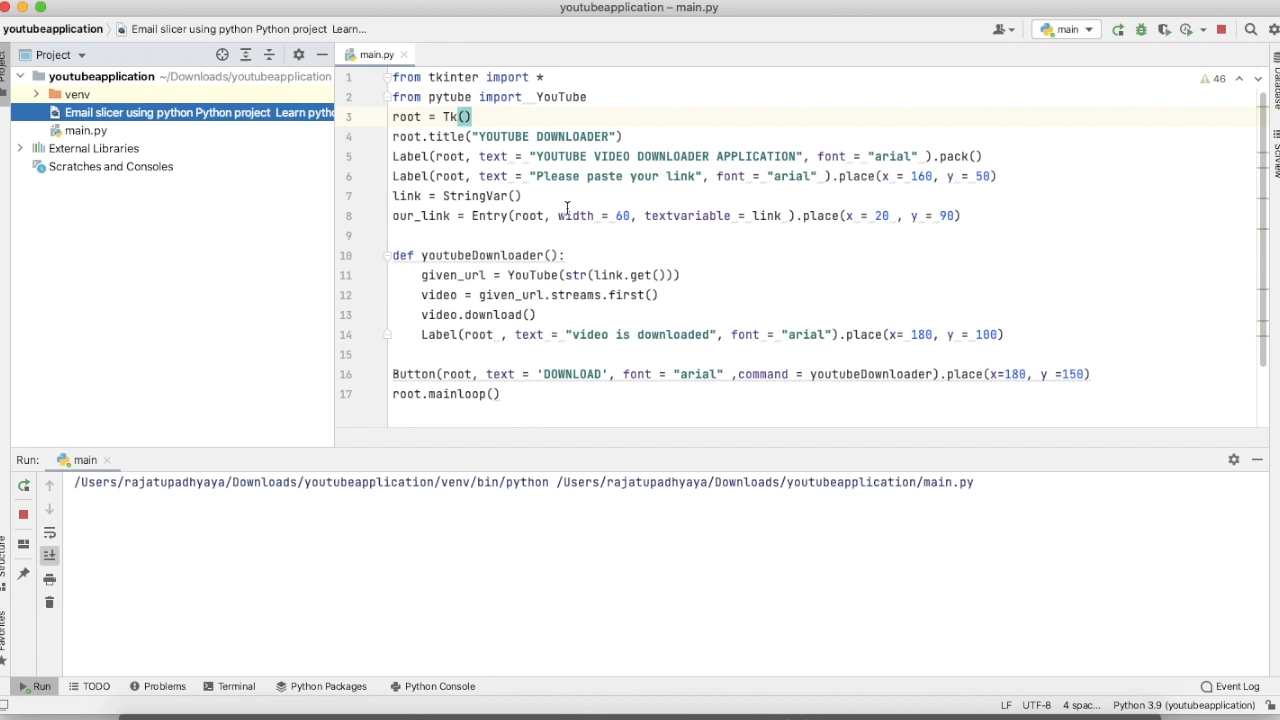 youtubeapplication – main.py
youtubeapplication Email slicer using python Python project Learn...
main
Project
main.py
youtubeapplication ~/Downloads/youtubeapplication
venv
Email slicer using python Python project Learn pytho
main.py
External Libraries
Scratches and Consoles
46
1 from tkinter import *
2 from pytube import YouTube
3 root = Tk()
4 root.title("YOUTUBE DOWNLOADER")
5 Label(root, text = "YOUTUBE VIDEO DOWNLOADER APPLICATION", font = "arial" ).pack()
6 Label(root, text = "Please paste your link", font = "arial" ).place(x = 160, y = 50)
7 link = StringVar()
8 our_link = Entry(root, width = 60, textvariable = link ).place(x = 20 , y = 90)
9
10 def youtubeDownloader():
11 given_url = YouTube(str(link.get()))
12 video = given_url.streams.first()
13 video.download()
14 Label(root , text = "video is downloaded", font = "arial").place(x= 180, y = 100)
15
16 Button(root, text = 'DOWNLOAD', font = "arial" ,command = youtubeDownloader).place(x=180, y =150)
17 root.mainloop()
Project
Database
Structure
Favorites
Run: main
/Users/rajatupadhyaya/Downloads/youtubeapplication/venv/bin/python /Users/rajatupadhyaya/Downloads/youtubeapplication/main.py
Run TODO Problems Terminal Python Packages Python Console Event Log
LF UTF-8 4 spac... Python 3.9 (youtubeapplication)